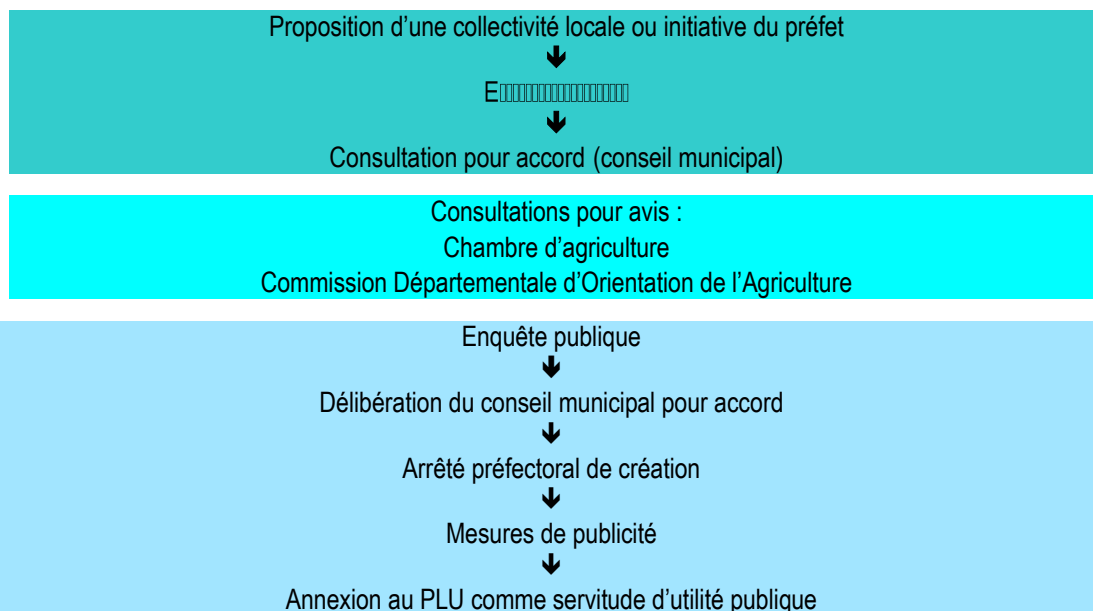 Proposition d’une collectivité locale ou initiative du préfet
Consultation pour accord (conseil municipal)
Consultations pour avis :
Chambre d’agriculture
Commission Départementale d’Orientation de l’Agriculture
Enquête publique
Délibération du conseil municipal pour accord
Arrêté préfectoral de création
Mesures de publicité
Annexion au PLU comme servitude d’utilité publique